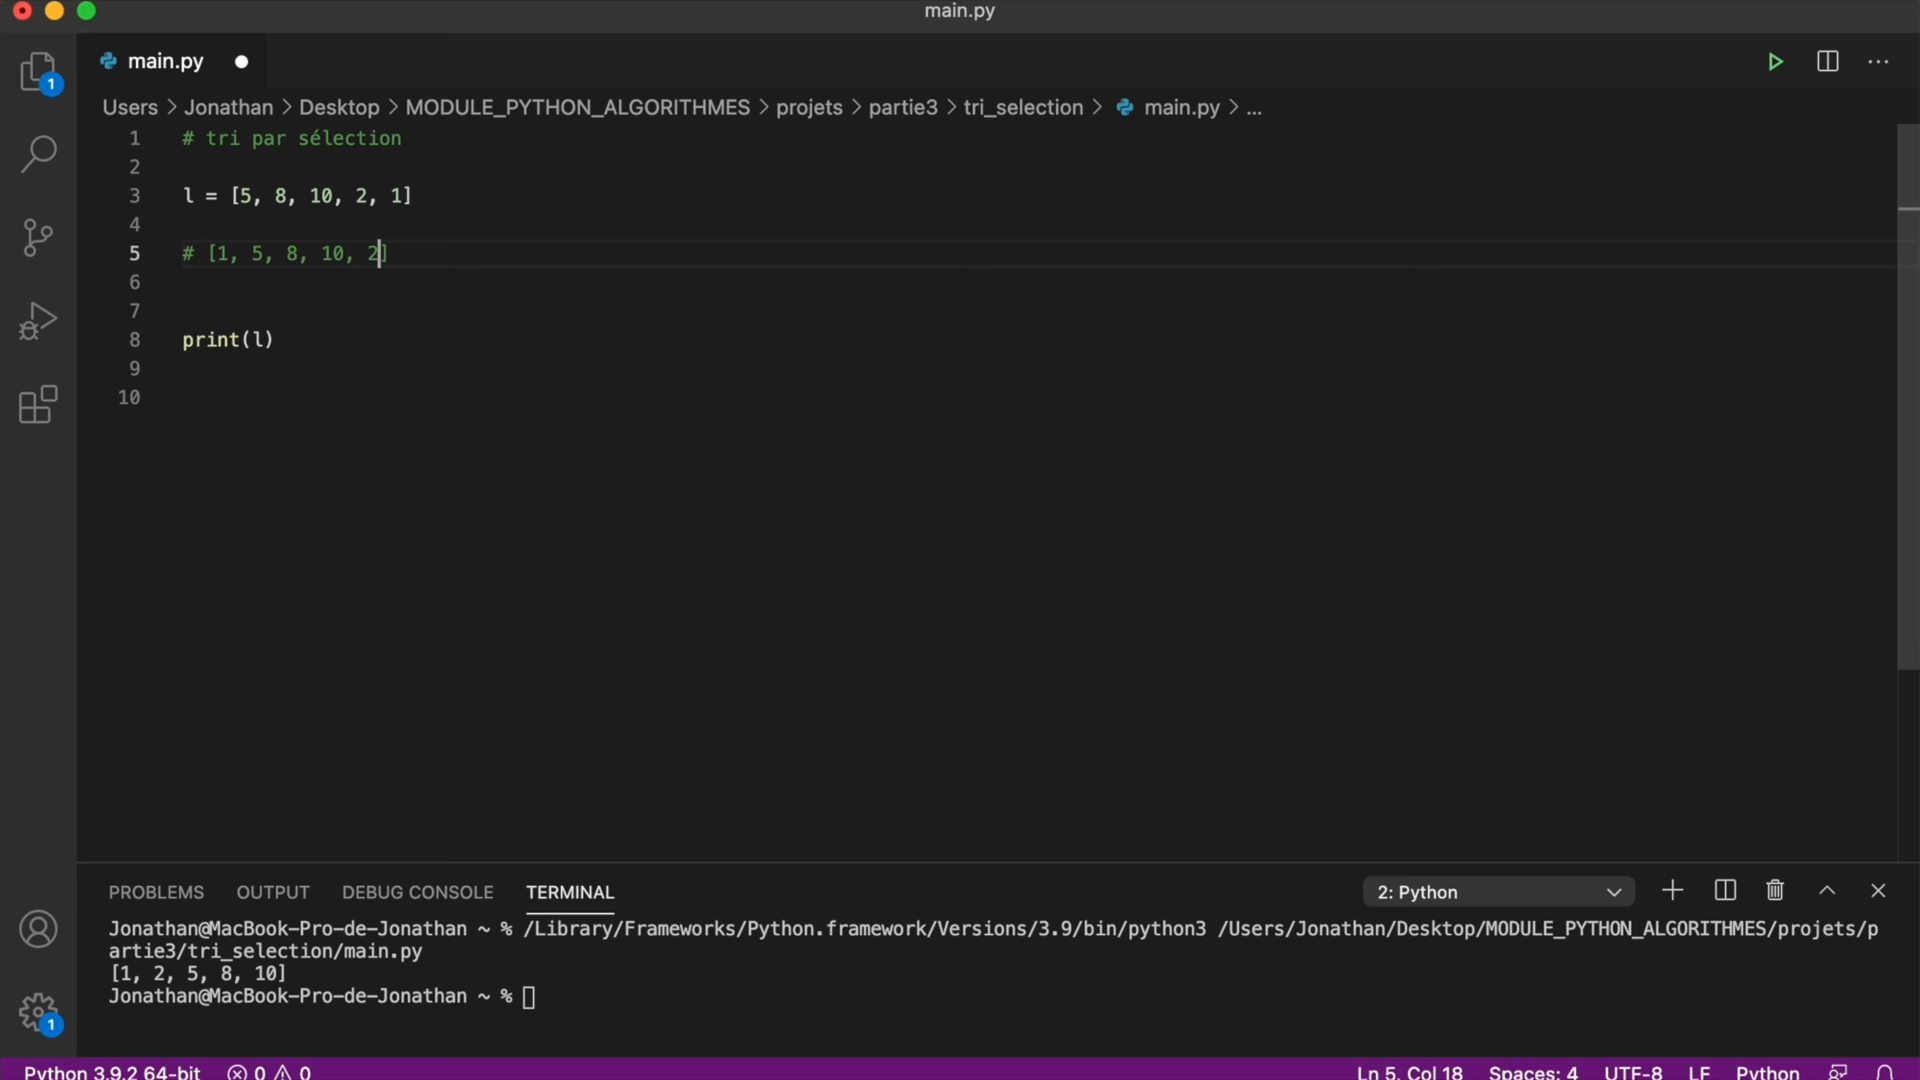 main.py
main.py
Users > Jonathan > Desktop > MODULE_PYTHON_ALGORITHMES > projets > partie3 > tri_selection > main.py > ...
1 # tri par sélection
2
3 l = [5, 8, 10, 2, 1]
4
5 # [1, 5, 8, 10, 2]
6
7
8 print(l)
9
10
PROBLEMS OUTPUT DEBUG CONSOLE TERMINAL 2: Python
Jonathan@MacBook-Pro-de-Jonathan ~ % /Library/Frameworks/Python.framework/Versions/3.9/bin/python3 /Users/Jonathan/Desktop/MODULE_PYTHON_ALGORITHMES/projets/p
artie3/tri_selection/main.py
[1, 2, 5, 8, 10]
Jonathan@MacBook-Pro-de-Jonathan ~ %
1
1
Python 3.9.2 64-bit 0 0 Ln 5, Col 18 Spaces: 4 UTF-8 LF Python